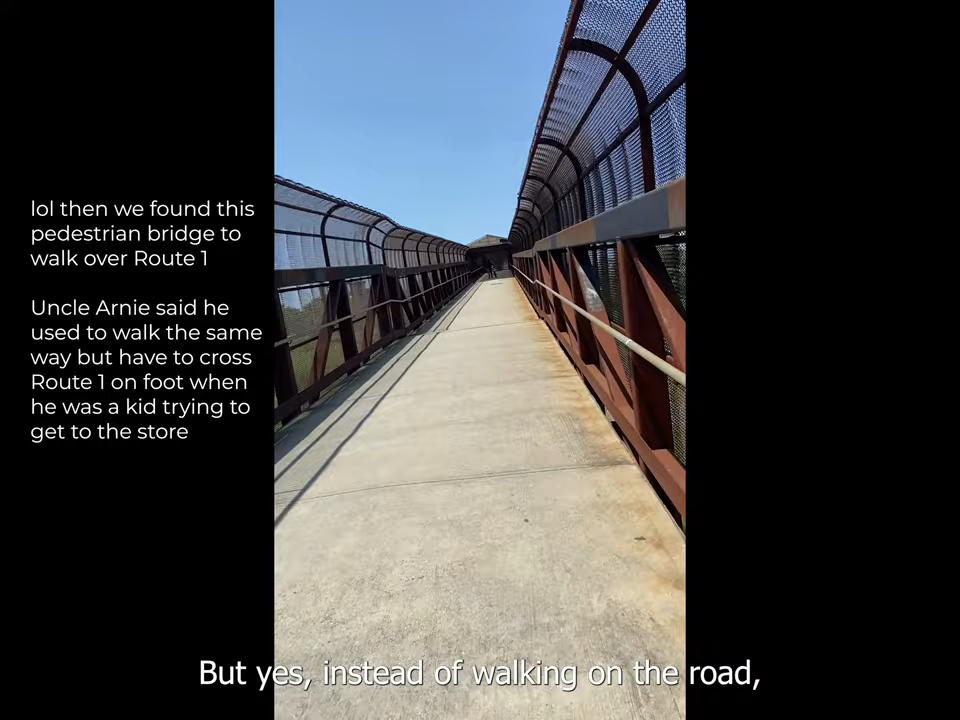 lol then we found this
pedestrian bridge to
walk over Route 1
Uncle Arnie said he
used to walk the same
way but have to cross
Route 1 on foot when
he was a kid trying to
get to the store
But yes, instead of walking on the road,